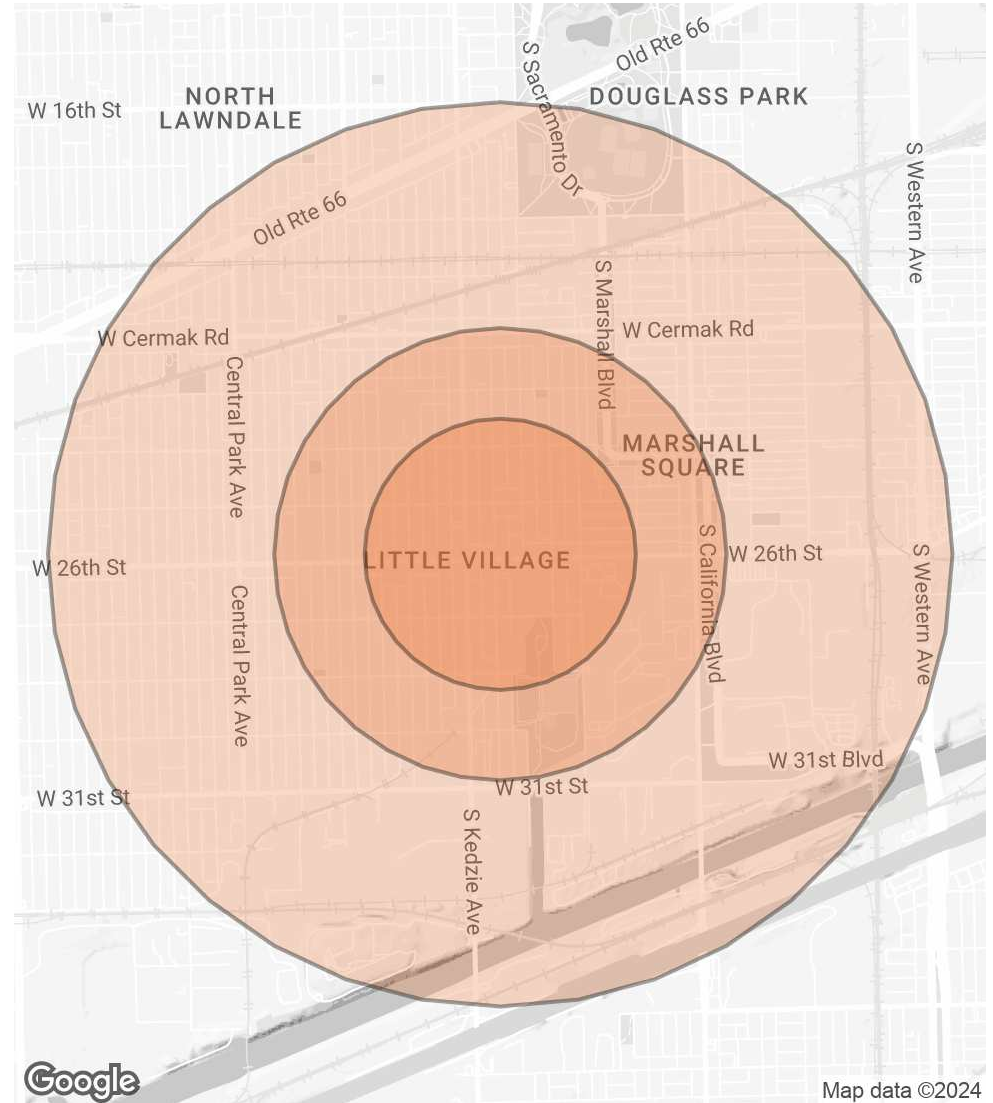 Old Rte 66
S Sacramento Dr
NORTH
LAWNDALE
DOUGLASS PARK
W 16th St
S Western Ave
Old Rte 66
S Marshall Blvd
W Cermak Rd
W Cermak Rd
Central Park Ave
MARSHALL
SQUARE
S California Blvd
W 26th St
LITTLE VILLAGE
W 26th St
S Western Ave
Central Park Ave
W 31st Blvd
W 31st St
W 31st St
S Kedzie Ave
Google
Map data ©2024